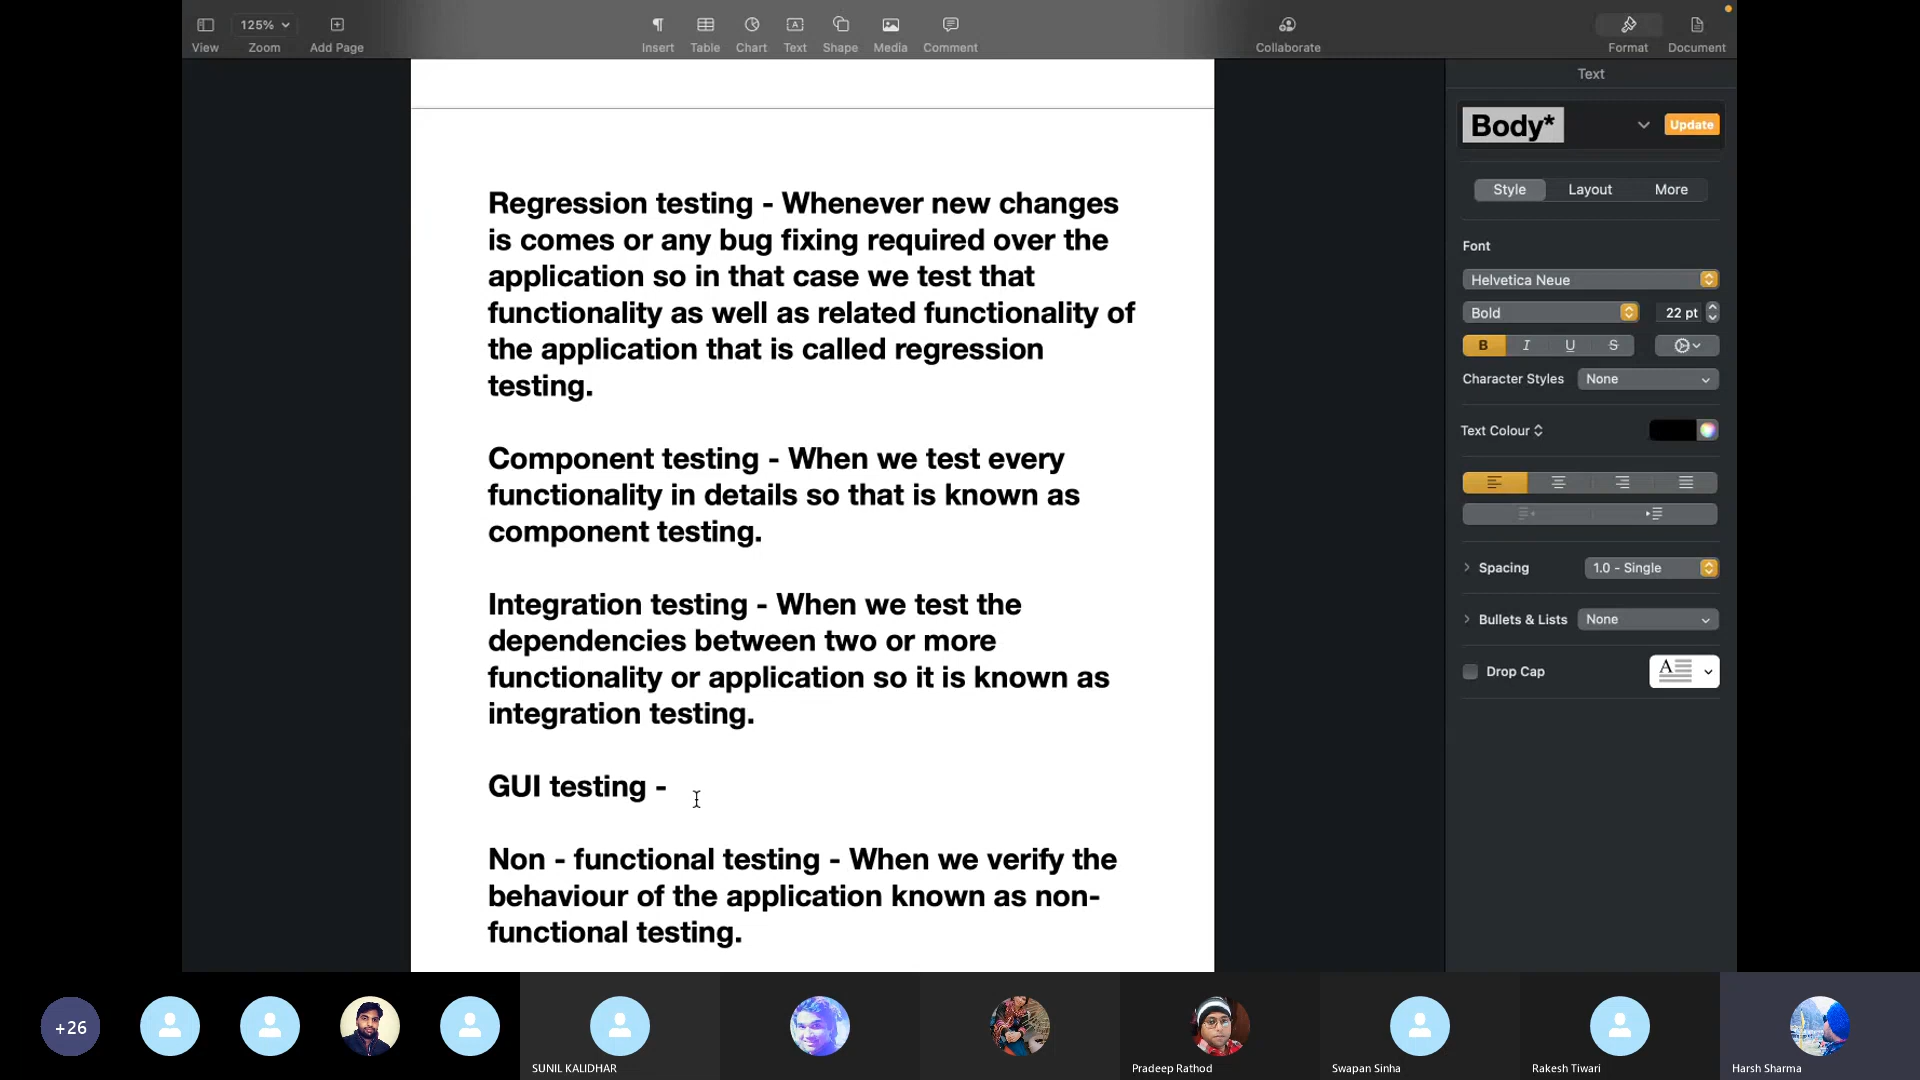 125%
View
Zoom
Add Page
Insert
Table
Chart
Text
Shape
Media
Comment
Collaborate
Format
Document
Regression testing - Whenever new changes
is comes or any bug fixing required over the
application so in that case we test that
functionality as well as related functionality of
the application that is called regression
testing.
Component testing - When we test every
functionality in details so that is known as
component testing.
Integration testing - When we test the
dependencies between two or more
functionality or application so it is known as
integration testing.
GUI testing -
Non - functional testing - When we verify the
behaviour of the application known as non-
functional testing.
Text
Body*
Update
Style Layout More
Font
Helvetica Neue
Bold 22 pt
B I U S
Character Styles None
Text Colour
Spacing 1.0 - Single
Bullets & Lists None
Drop Cap A
+26
SUNIL KALIDHAR
Pradeep Rathod
Swapan Sinha
Rakesh Tiwari
Harsh Sharma